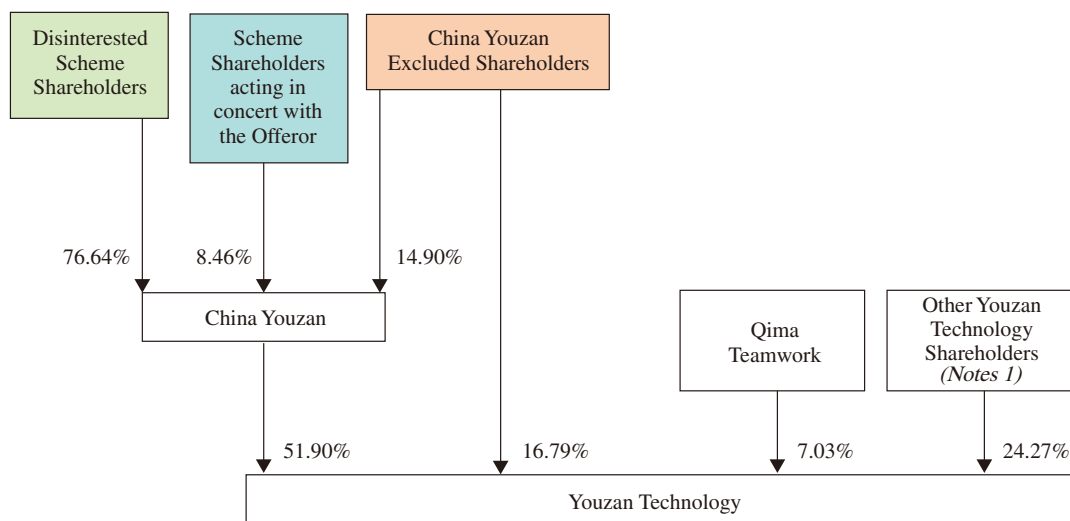 Disinterested
Scheme
Shareholders
Scheme
Shareholders
acting in
concert with
the Offeror
China Youzan
Excluded Shareholders
76.64%
8.46%
14.90%
China Youzan
Qima
Teamwork
Other Youzan
Technology
Shareholders
(Notes 1)
51.90%
16.79%
7.03%
24.27%
Youzan Technology